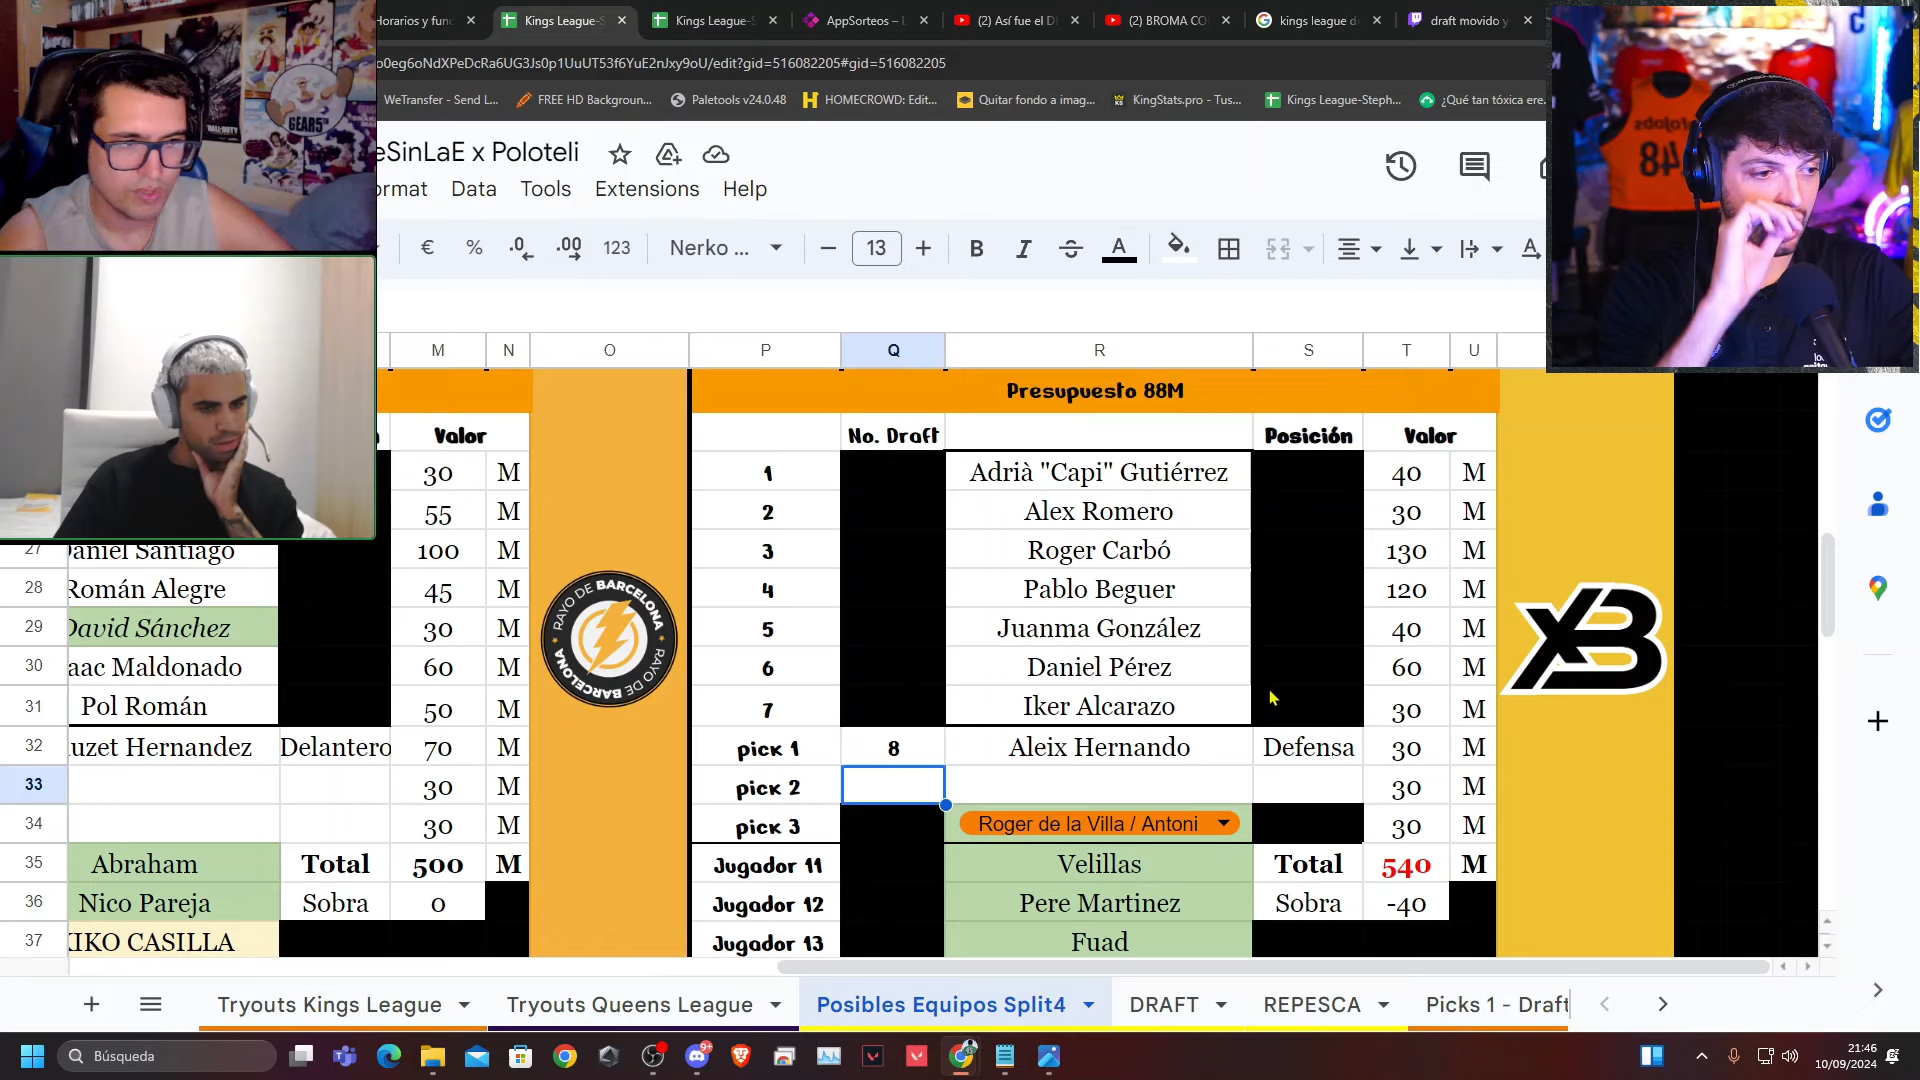 Horarios y func
Kings League-S
Kings League-S
AppSorteos – L
(2) Así fue el D
(2) BROMA CO
kings league d
draft movido y
o0eg6oNdXPeDcRa6UG3Js0p1UuUT53f6YuE2nJxy9oU/edit?gid=516082205#gid=516082205
WeTransfer - Send L...
FREE HD Backgroun...
Paletools v24.0.48
HOMECROWD: Edit...
Quitar fondo a imag...
KingStats.pro - Tus...
Kings League-Steph...
¿Qué tan tóxica ere...
GEAR5
48
eSinLaE x Poloteli
ormat Data Tools Extensions Help
€ % .0 .00 123 Nerko ... 13 B I A
M N O P Q R S T U
Presupuesto 88M
Valor No. Draft Posición Valor
30 M 1 Adrià "Capi" Gutiérrez 40 M
55 M 2 Alex Romero 30 M
27 Daniel Santiago 100 M 3 Roger Carbó 130 M
28 Román Alegre 45 M 4 Pablo Beguer 120 M
29 David Sánchez 30 M 5 Juanma González 40 M
30 aac Maldonado 60 M 6 Daniel Pérez 60 M
31 Pol Román 50 M 7 Iker Alcarazo 30 M
32 uzet Hernandez Delantero 70 M pick 1 8 Aleix Hernando Defensa 30 M
33 30 M pick 2 30 M
34 30 M pick 3 Roger de la Villa / Antoni 30 M
35 Abraham Total 500 M Jugador 11 Velillas Total 540 M
36 Nico Pareja Sobra 0 Jugador 12 Pere Martinez Sobra -40
37 KIKO CASILLA Jugador 13 Fuad
RAYO DE BARCELONA
RAYO DE BARCELONA
xB
Tryouts Kings League
Tryouts Queens League
Posibles Equipos Split4
DRAFT
REPESCA
Picks 1 - Draft
Búsqueda
9+
21:46
10/09/2024